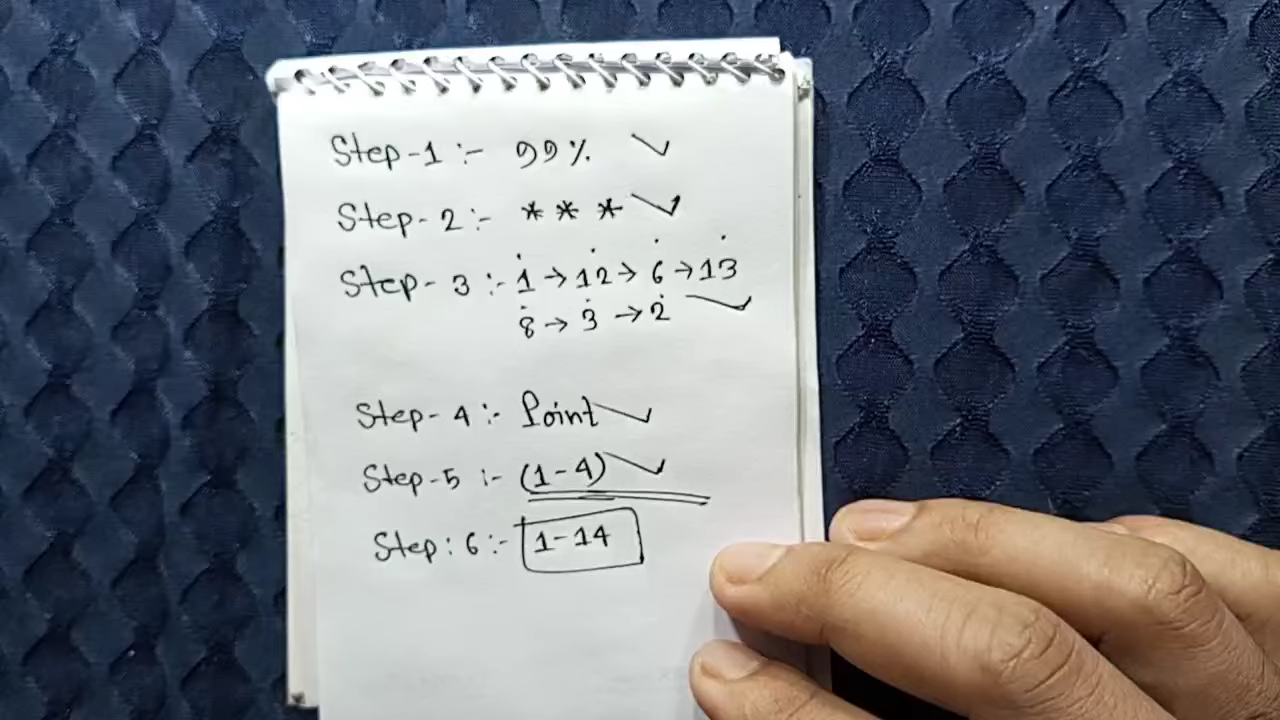 Step-1 :- 99% ✓
Step-2 :- *** ✓
Step-3 :- 1→12→6→13
8→3→2 ✓
Step-4 :- Point ✓
Step-5 :- (1-4) ✓
Step:6 :- 1-14